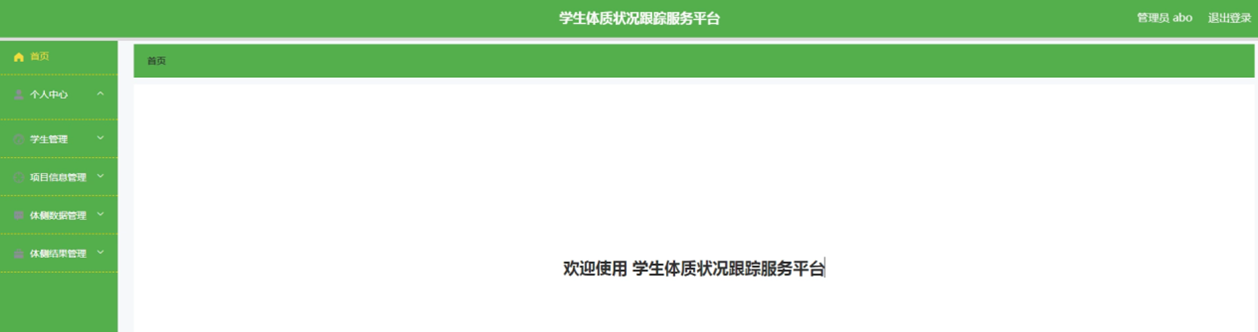 学生体质状况跟踪服务平台
管理员 abo 退出登录
首页
个人中心
学生管理
项目信息管理
体侧数据管理
体侧结果管理
首页
欢迎使用 学生体质状况跟踪服务平台